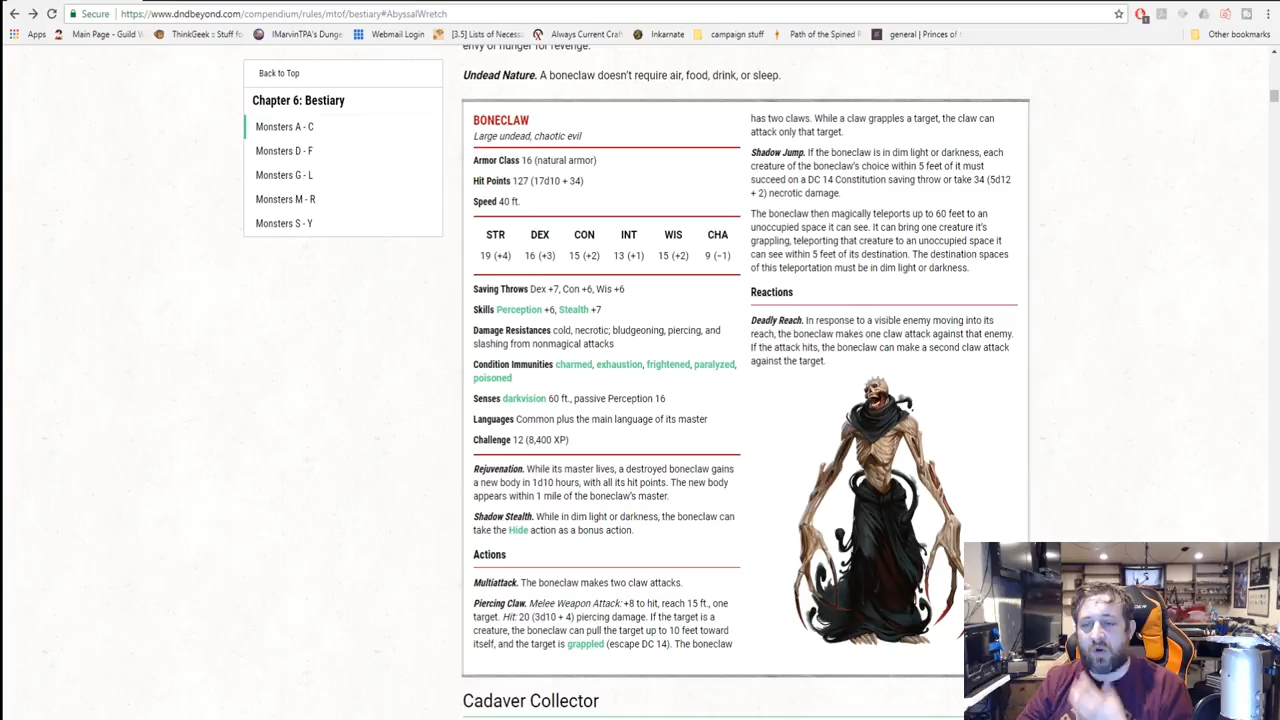 Secure
https://www.dndbeyond.com/compendium/rules/mtof/bestiary#AbyssalWretch
Apps
Main Page - Guild W
ThinkGeek :: Stuff fo
IMarvinTPA's Dunge
Webmail Login
[3.5] Lists of Necess
Always Current Craf
Inkarnate
campaign stuff
Path of the Spined R
general | Princes of t
Other bookmarks
envy or hunger for revenge.
Undead Nature. A boneclaw doesn't require air, food, drink, or sleep.
Back to Top
Chapter 6: Bestiary
Monsters A - C
Monsters D - F
Monsters G - L
Monsters M - R
Monsters S - Y
BONECLAW
Large undead, chaotic evil
Armor Class 16 (natural armor)
Hit Points 127 (17d10 + 34)
Speed 40 ft.
STR DEX CON INT WIS CHA
19 (+4) 16 (+3) 15 (+2) 13 (+1) 15 (+2) 9 (−1)
Saving Throws Dex +7, Con +6, Wis +6
Skills Perception +6, Stealth +7
Damage Resistances cold, necrotic; bludgeoning, piercing, and
slashing from nonmagical attacks
Condition Immunities charmed, exhaustion, frightened, paralyzed,
poisoned
Senses darkvision 60 ft., passive Perception 16
Languages Common plus the main language of its master
Challenge 12 (8,400 XP)
Rejuvenation. While its master lives, a destroyed boneclaw gains
a new body in 1d10 hours, with all its hit points. The new body
appears within 1 mile of the boneclaw's master.
Shadow Stealth. While in dim light or darkness, the boneclaw can
take the Hide action as a bonus action.
Actions
Multiattack. The boneclaw makes two claw attacks.
Piercing Claw. Melee Weapon Attack: +8 to hit, reach 15 ft., one
target. Hit: 20 (3d10 + 4) piercing damage. If the target is a
creature, the boneclaw can pull the target up to 10 feet toward
itself, and the target is grappled (escape DC 14). The boneclaw
has two claws. While a claw grapples a target, the claw can
attack only that target.
Shadow Jump. If the boneclaw is in dim light or darkness, each
creature of the boneclaw's choice within 5 feet of it must
succeed on a DC 14 Constitution saving throw or take 34 (5d12
+ 2) necrotic damage.
The boneclaw then magically teleports up to 60 feet to an
unoccupied space it can see. It can bring one creature it's
grappling, teleporting that creature to an unoccupied space it
can see within 5 feet of its destination. The destination spaces
of this teleportation must be in dim light or darkness.
Reactions
Deadly Reach. In response to a visible enemy moving into its
reach, the boneclaw makes one claw attack against that enemy.
If the attack hits, the boneclaw can make a second claw attack
against the target.
Cadaver Collector